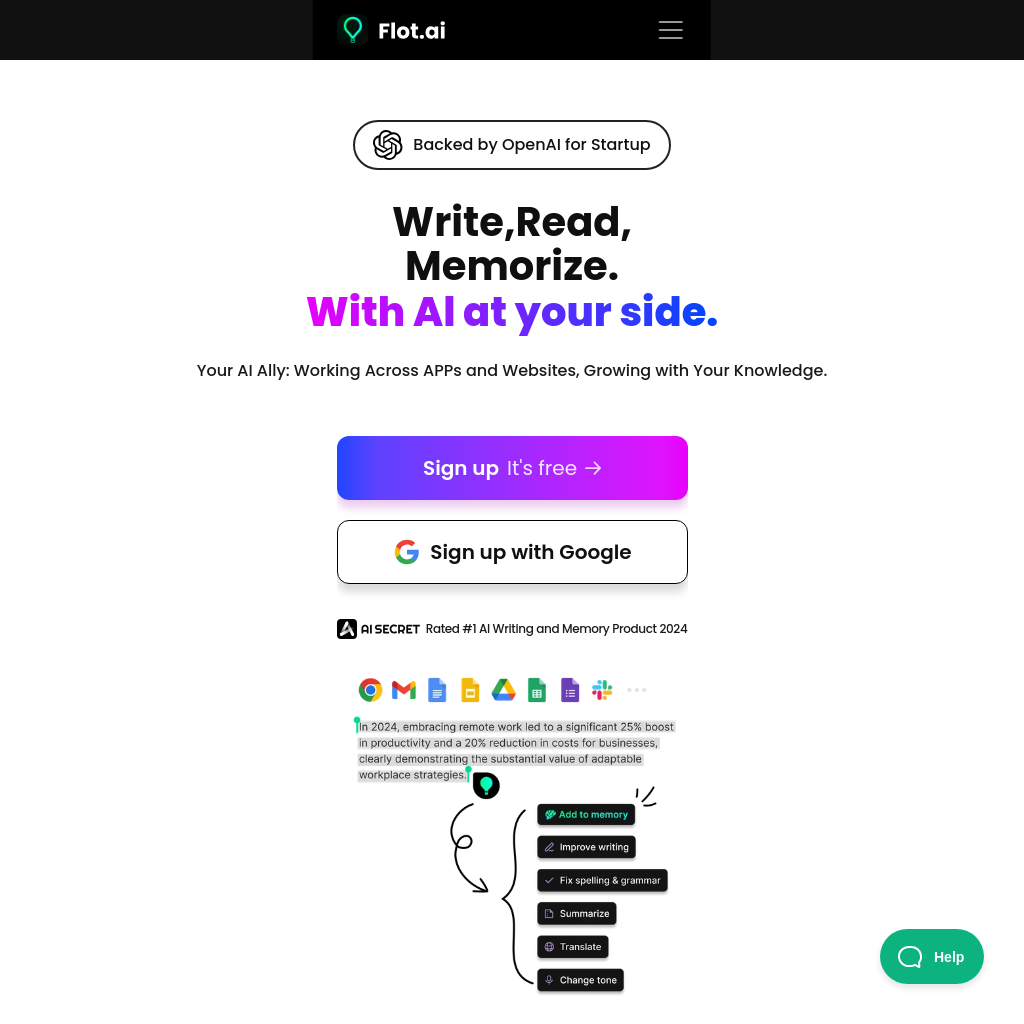 Flot.ai
Backed by OpenAI for Startup
Write,Read,
Memorize.
With AI at your side.
Your AI Ally: Working Across APPs and Websites, Growing with Your Knowledge.
Sign up It's free →
Sign up with Google
AI SECRET Rated #1 AI Writing and Memory Product 2024
In 2024, embracing remote work led to a significant 25% boost
in productivity and a 20% reduction in costs for businesses,
clearly demonstrating the substantial value of adaptable
workplace strategies.
Add to memory
Improve writing
Fix spelling & grammar
Summarize
Translate
Change tone
Help